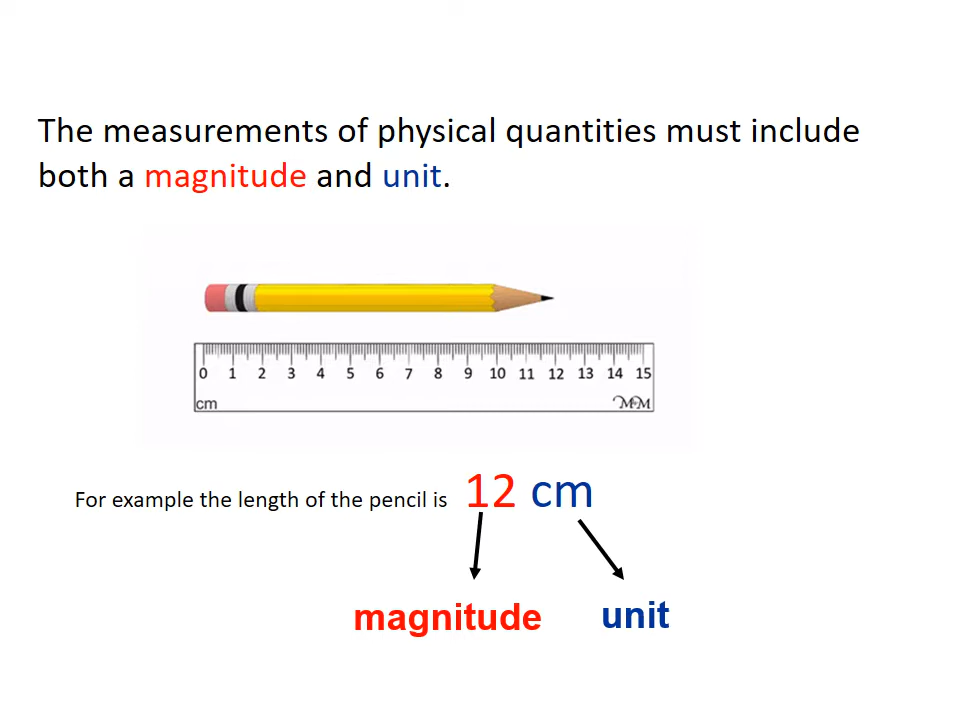 The measurements of physical quantities must include
both a magnitude and unit.
0 1 2 3 4 5 6 7 8 9 10 11 12 13 14 15
cm M+M
For example the length of the pencil is 12 cm
magnitude unit